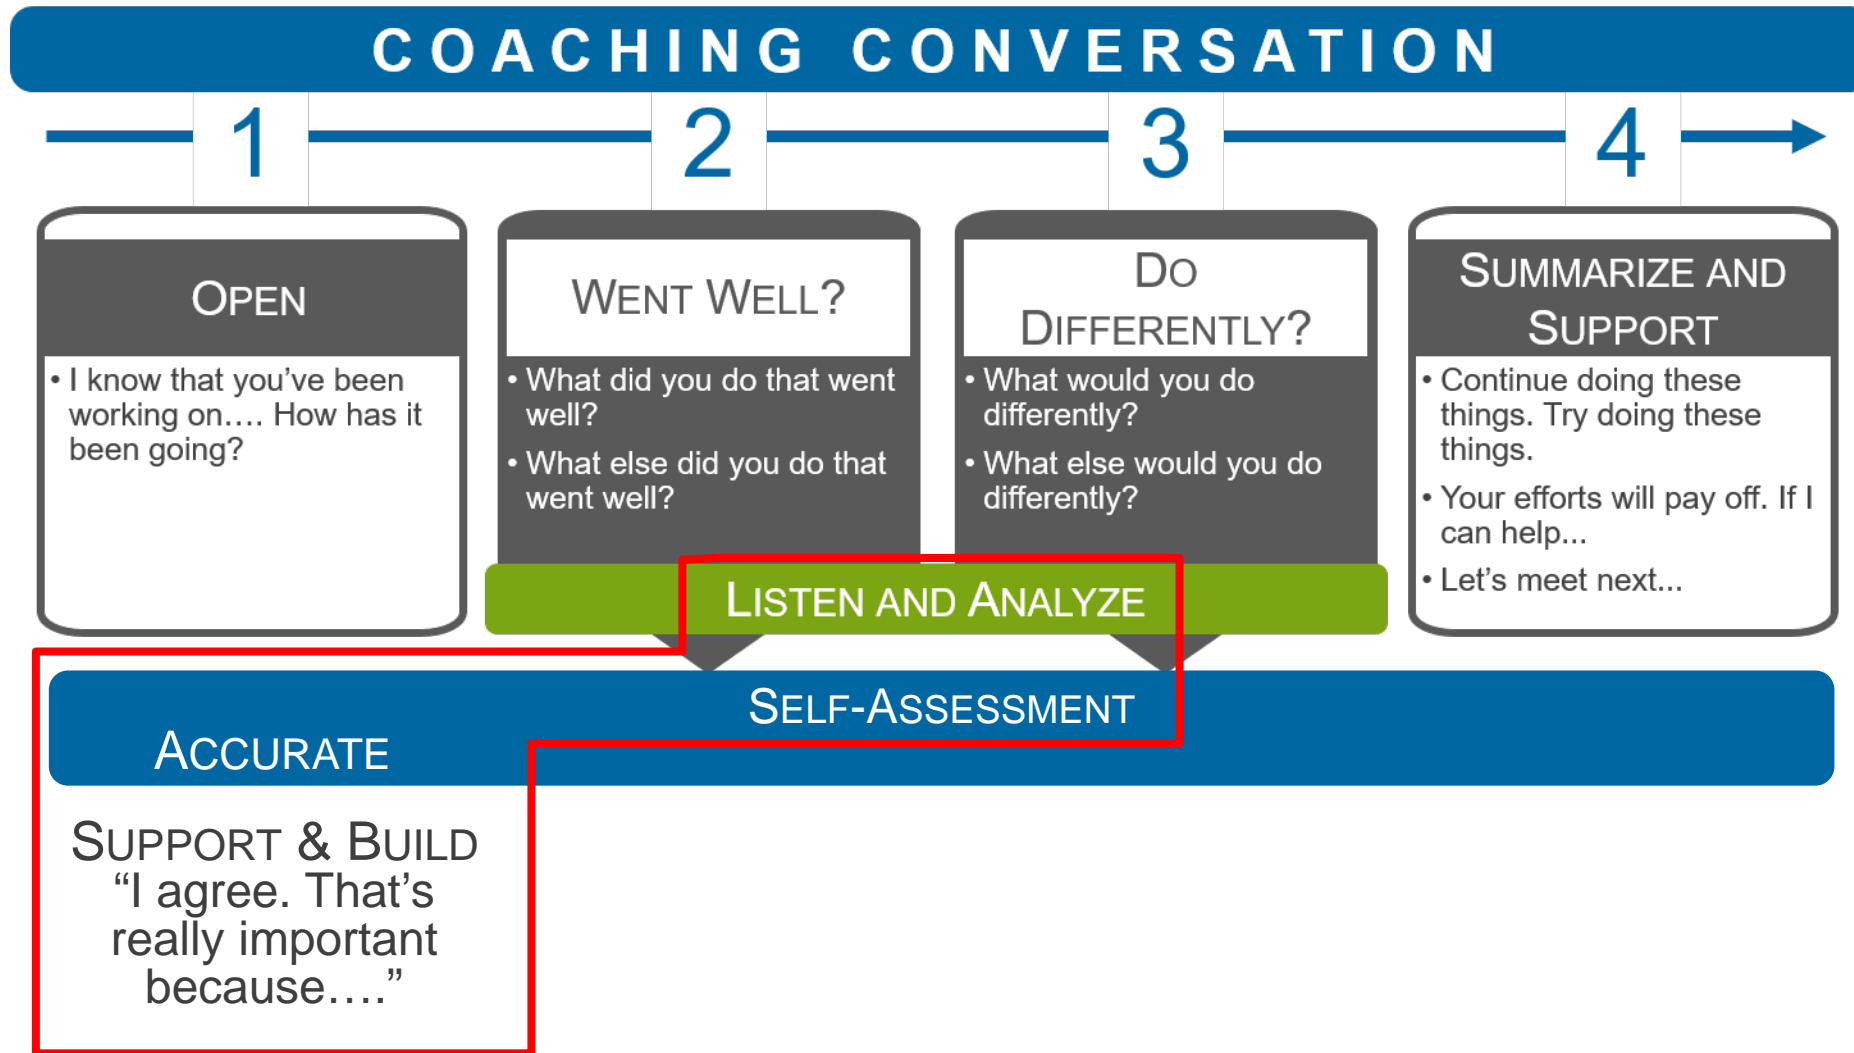 COACHING CONVERSATION
1
2
3
4
OPEN
• I know that you've been
working on.... How has it
been going?
WENT WELL?
• What did you do that went
well?
• What else did you do that
went well?
DO
DIFFERENTLY?
• What would you do
differently?
• What else would you do
differently?
SUMMARIZE AND
SUPPORT
• Continue doing these
things. Try doing these
things.
• Your efforts will pay off. If I
can help...
• Let's meet next...
LISTEN AND ANALYZE
SELF-ASSESSMENT
ACCURATE
SUPPORT & BUILD
“I agree. That’s
really important
because....”